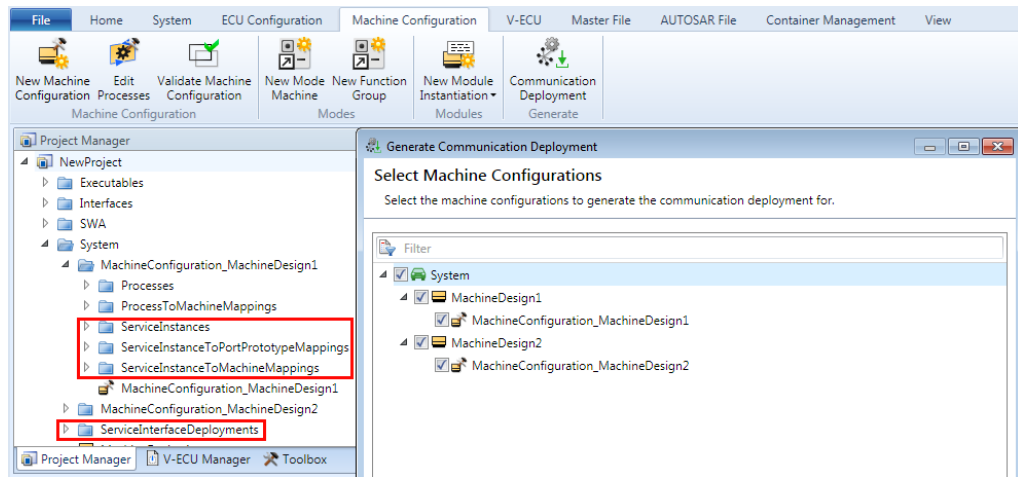 File Home System ECU Configuration Machine Configuration V-ECU Master File AUTOSAR File Container Management View
New Machine Configuration
Edit Processes
Validate Machine Configuration
New Mode Machine
New Function Group
New Module Instantiation
Communication Deployment
Machine Configuration Modes Modules Generate
Project Manager
NewProject
Executables
Interfaces
SWA
System
MachineConfiguration_MachineDesign1
Processes
ProcessToMachineMappings
ServiceInstances
ServiceInstanceToPortPrototypeMappings
ServiceInstanceToMachineMappings
MachineConfiguration_MachineDesign1
MachineConfiguration_MachineDesign2
ServiceInterfaceDeployments
Project Manager V-ECU Manager Toolbox
Generate Communication Deployment
Select Machine Configurations
Select the machine configurations to generate the communication deployment for.
Filter
System
MachineDesign1
MachineConfiguration_MachineDesign1
MachineDesign2
MachineConfiguration_MachineDesign2